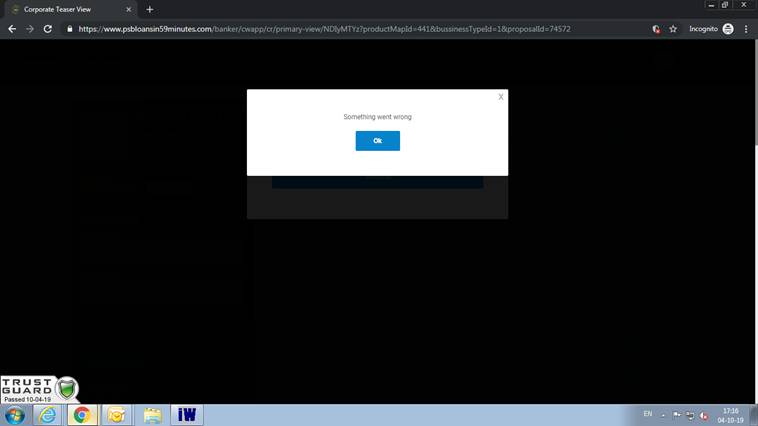 Corporate Teaser View
https://www.psbloansin59minutes.com/banker/cwapp/cr/primary-view/NDIyMTYz?productMapId=441&bussinessTypeId=1&proposalId=74572
Incognito
X
Something went wrong
Ok
TRUST
GUARD
Passed 10-04-19
iW
EN
17:16
04-10-19